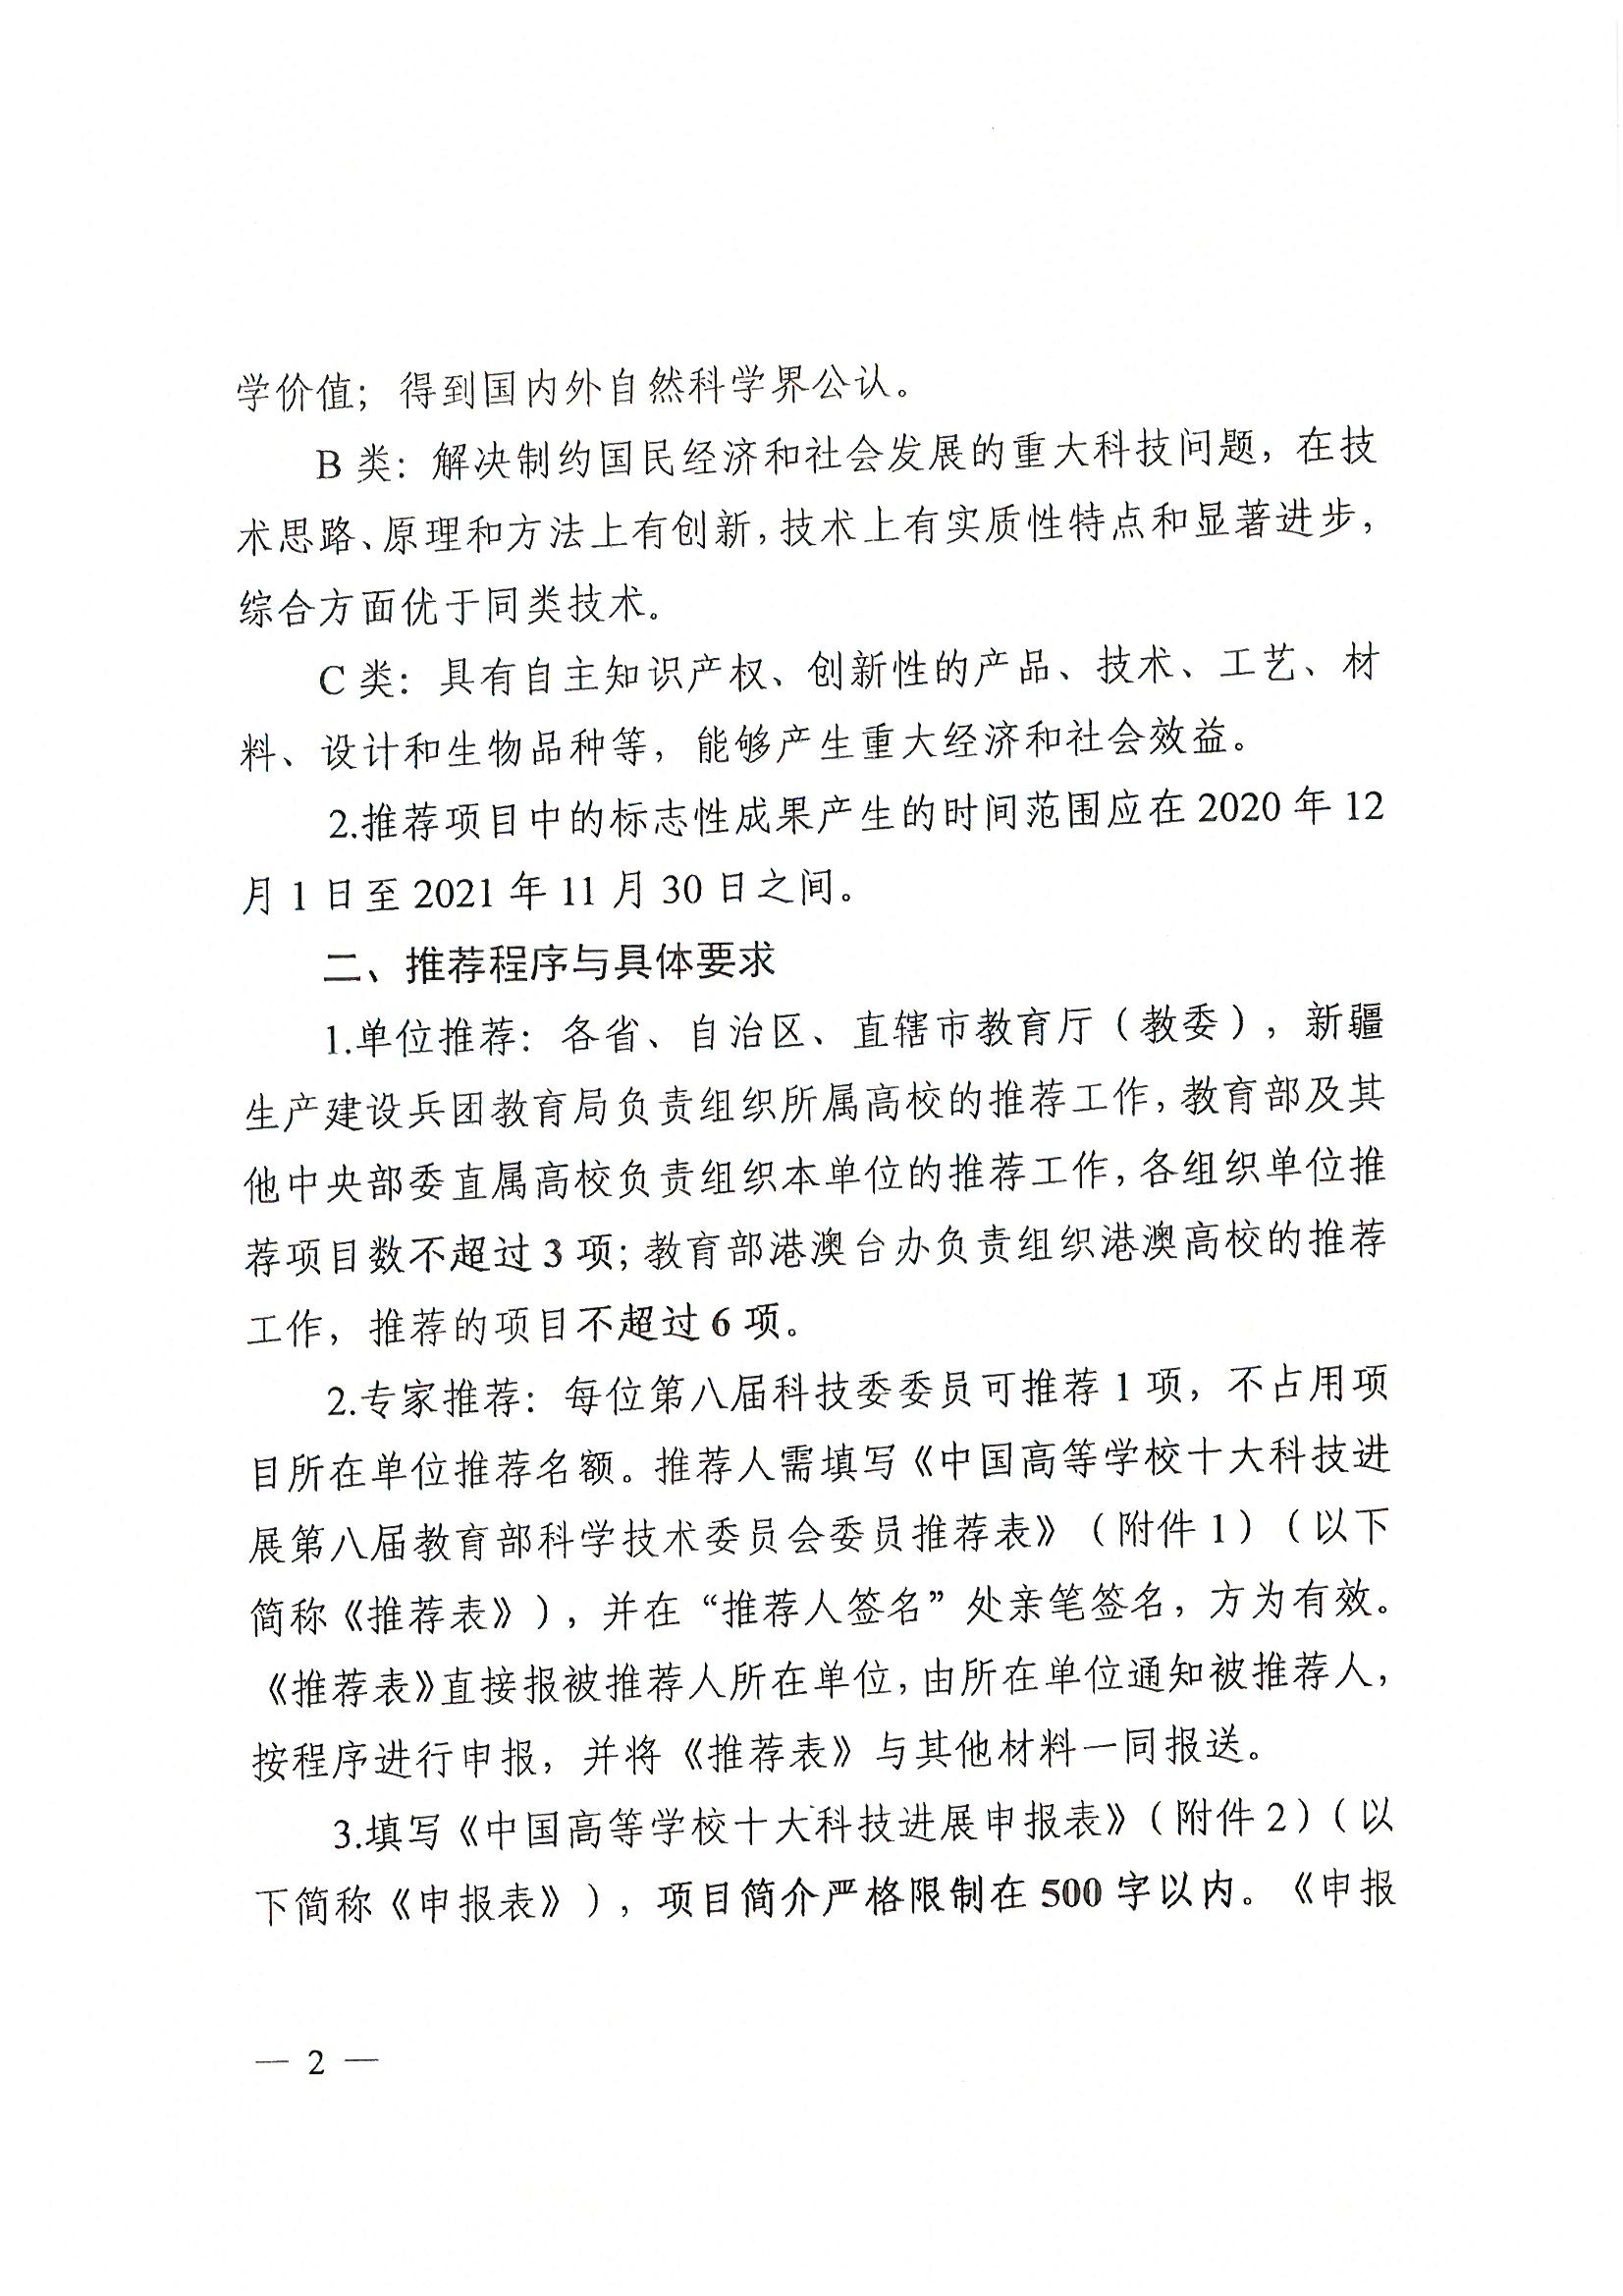 学价值；得到国内外自然科学界公认。
B 类：解决制约国民经济和社会发展的重大科技问题，在技
术思路、原理和方法上有创新，技术上有实质性特点和显著进步，
综合方面优于同类技术。
C 类：具有自主知识产权、创新性的产品、技术、工艺、材
料、设计和生物品种等，能够产生重大经济和社会效益。
2.推荐项目中的标志性成果产生的时间范围应在 2020 年 12
月 1 日至 2021 年 11 月 30 日之间。
二、推荐程序与具体要求
1.单位推荐：各省、自治区、直辖市教育厅（教委），新疆
生产建设兵团教育局负责组织所属高校的推荐工作，教育部及其
他中央部委直属高校负责组织本单位的推荐工作，各组织单位推
荐项目数不超过 3 项；教育部港澳台办负责组织港澳高校的推荐
工作，推荐的项目不超过 6 项。
2.专家推荐：每位第八届科技委委员可推荐 1 项，不占用项
目所在单位推荐名额。推荐人需填写《中国高等学校十大科技进
展第八届教育部科学技术委员会委员推荐表》（附件 1）（以下
简称《推荐表》），并在“推荐人签名”处亲笔签名，方为有效。
《推荐表》直接报被推荐人所在单位，由所在单位通知被推荐人，
按程序进行申报，并将《推荐表》与其他材料一同报送。
3.填写《中国高等学校十大科技进展申报表》（附件 2）（以
下简称《申报表》），项目简介严格限制在 500 字以内。《申报
— 2 —